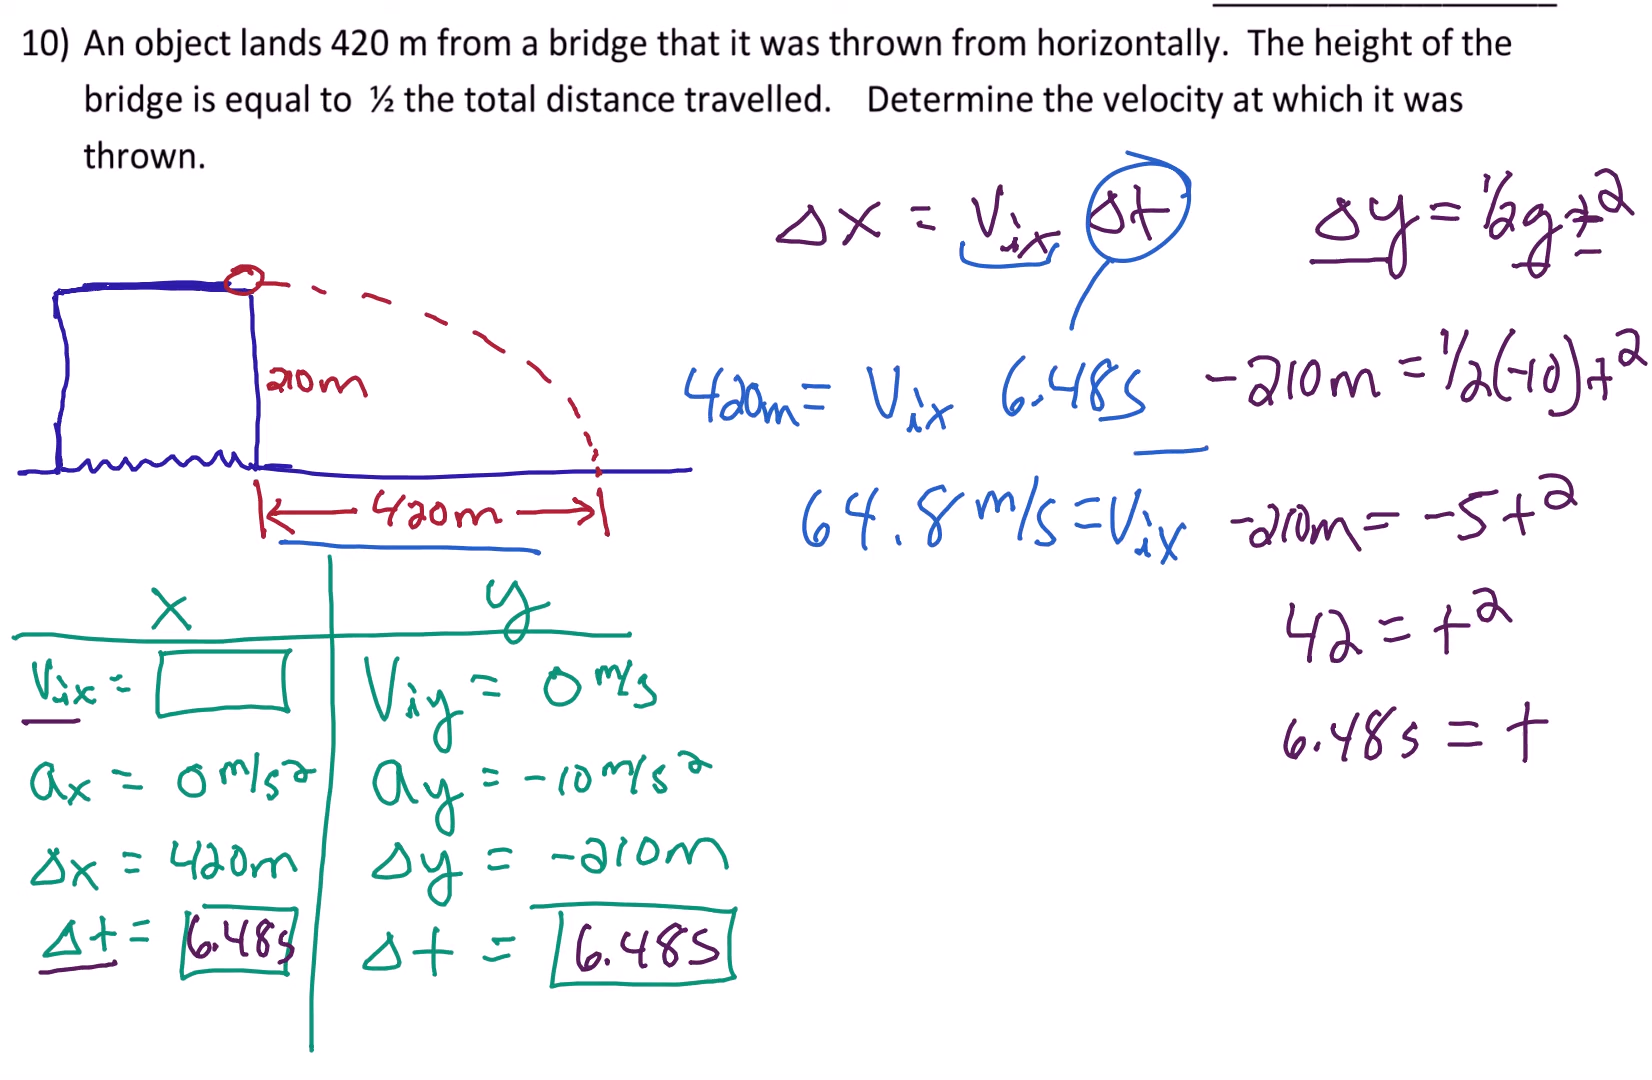 10) An object lands 420 m from a bridge that it was thrown from horizontally. The height of the
bridge is equal to ½ the total distance travelled. Determine the velocity at which it was
thrown.
Δx = Vix Δt
420m = Vix 6.48s
64.8 m/s = Vix
Δy = ½gt²
-210m = ½(-10)t²
-210m = -5t²
42 = t²
6.48s = t
210m
420m
x
Vix =
ax = 0 m/s²
Δx = 420m
Δt = 6.48s
y
Viy = 0 m/s
ay = -10 m/s²
Δy = -210m
Δt = 6.48s